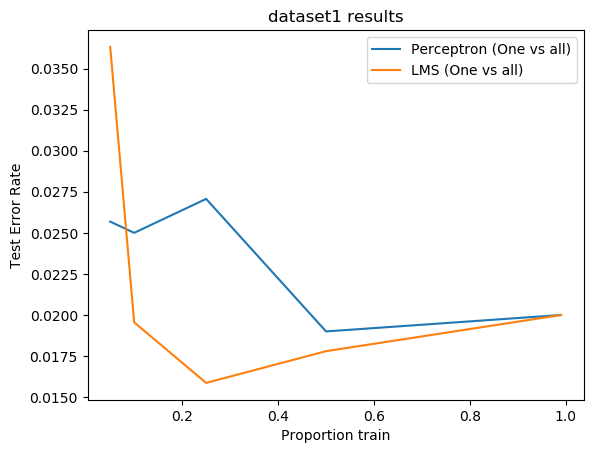 dataset1 results
Perceptron (One vs all)
LMS (One vs all)
Test Error Rate
0.0350
0.0325
0.0300
0.0275
0.0250
0.0225
0.0200
0.0175
0.0150
0.2 0.4 0.6 0.8 1.0
Proportion train